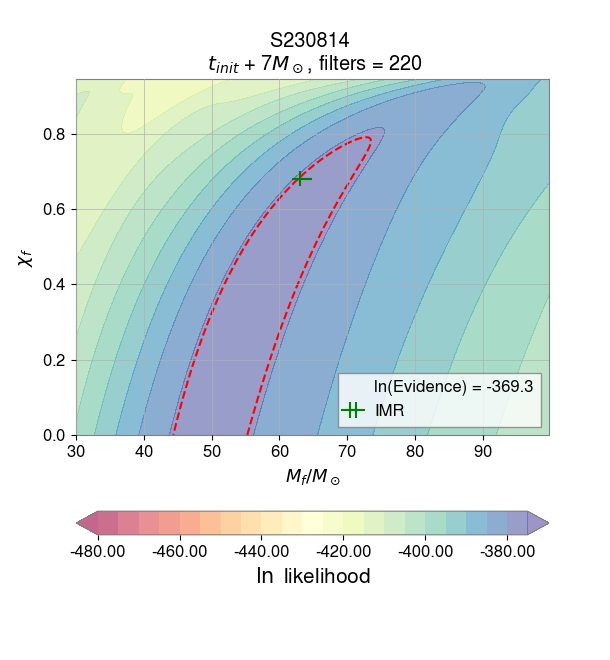 S230814
t_init + 7M_⊙, filters = 220
0.8
0.6
0.4
0.2
0.0
χ_f
ln(Evidence) = -369.3
IMR
30 40 50 60 70 80 90
M_f/M_⊙
-480.00 -460.00 -440.00 -420.00 -400.00 -380.00
ln likelihood